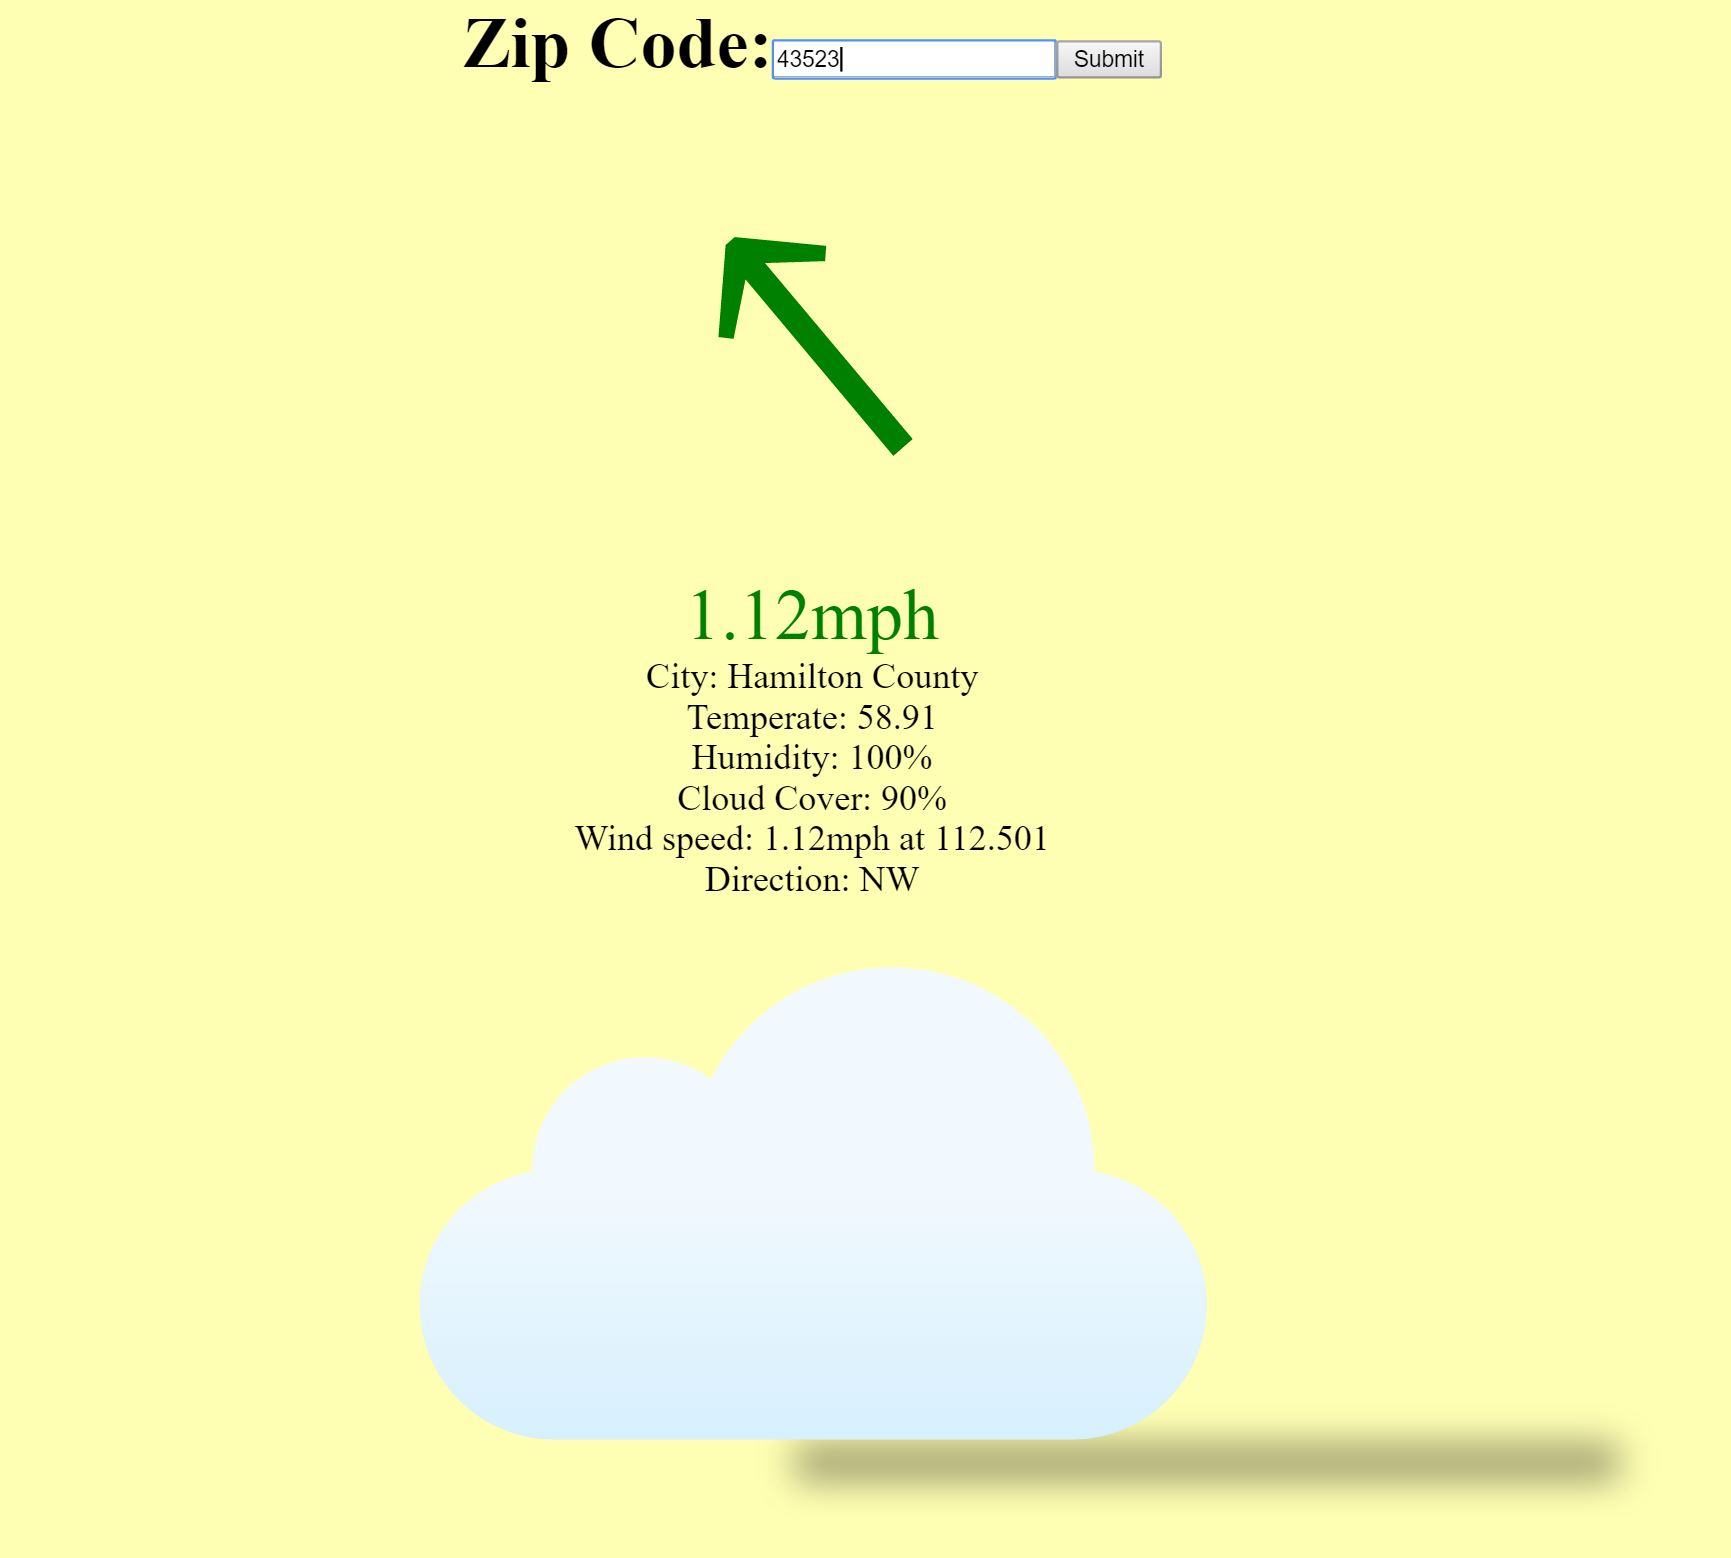 Zip Code: 43523 Submit
1.12mph
City: Hamilton County
Temperate: 58.91
Humidity: 100%
Cloud Cover: 90%
Wind speed: 1.12mph at 112.501
Direction: NW